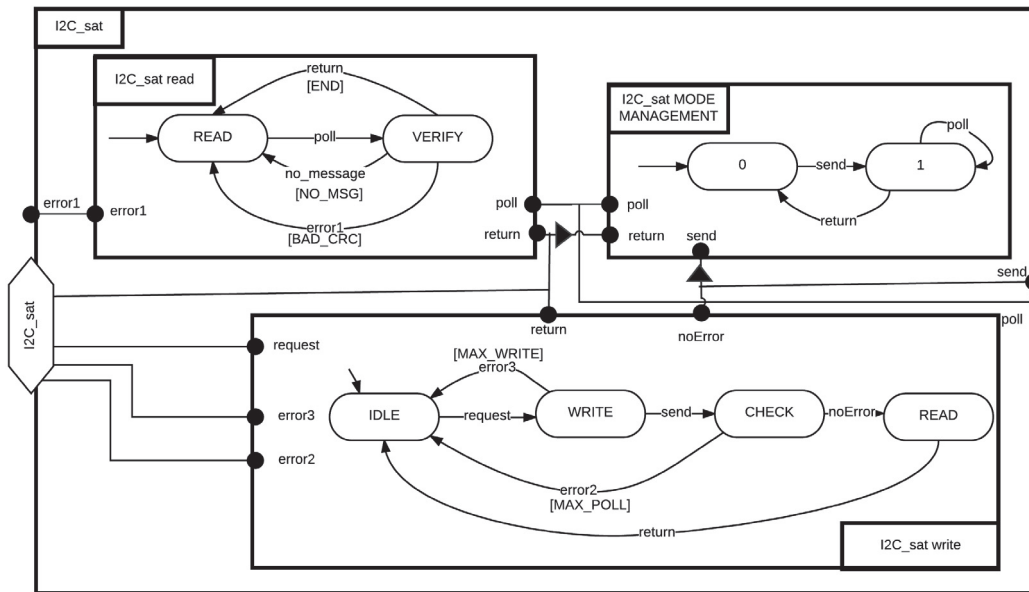 I2C_sat
I2C_sat read
return
[END]
READ
poll
VERIFY
no_message
[NO_MSG]
error1
[BAD_CRC]
error1
error1
poll
return
I2C_sat MODE
MANAGEMENT
0
send
1
poll
return
poll
return
send
send
poll
I2C_sat
return
noError
request
error3
error2
[MAX_WRITE]
error3
IDLE
request
WRITE
send
CHECK
noError
READ
error2
[MAX_POLL]
return
I2C_sat write